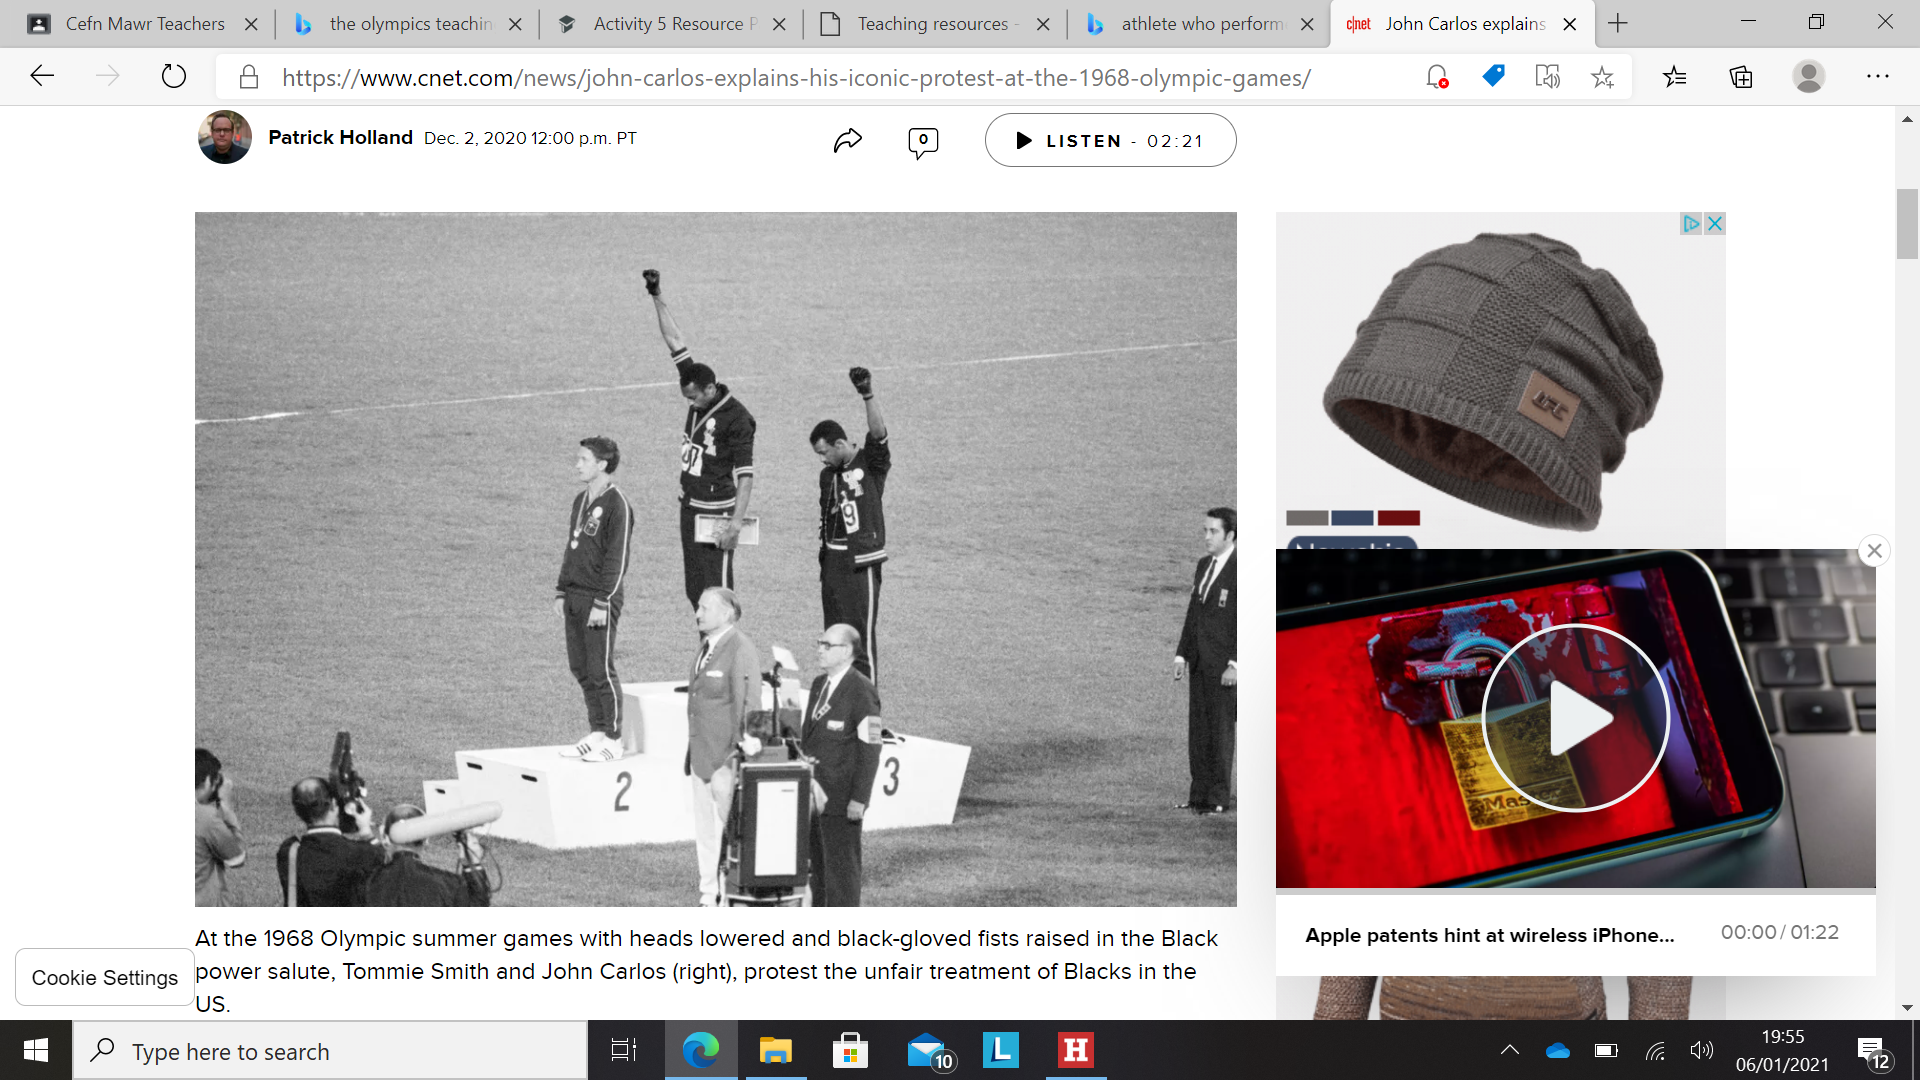 Cefn Mawr Teachers
the olympics teachin
Activity 5 Resource P
Teaching resources -
athlete who performe
c|net John Carlos explains
https://www.cnet.com/news/john-carlos-explains-his-iconic-protest-at-the-1968-olympic-games/
Patrick Holland Dec. 2, 2020 12:00 p.m. PT
0
LISTEN - 02:21
UFC
2
3
9
Mas
Apple patents hint at wireless iPhone... 00:00 / 01:22
At the 1968 Olympic summer games with heads lowered and black-gloved fists raised in the Black
power salute, Tommie Smith and John Carlos (right), protest the unfair treatment of Blacks in the
US.
Cookie Settings
Type here to search
10
L
H
19:55
06/01/2021
12